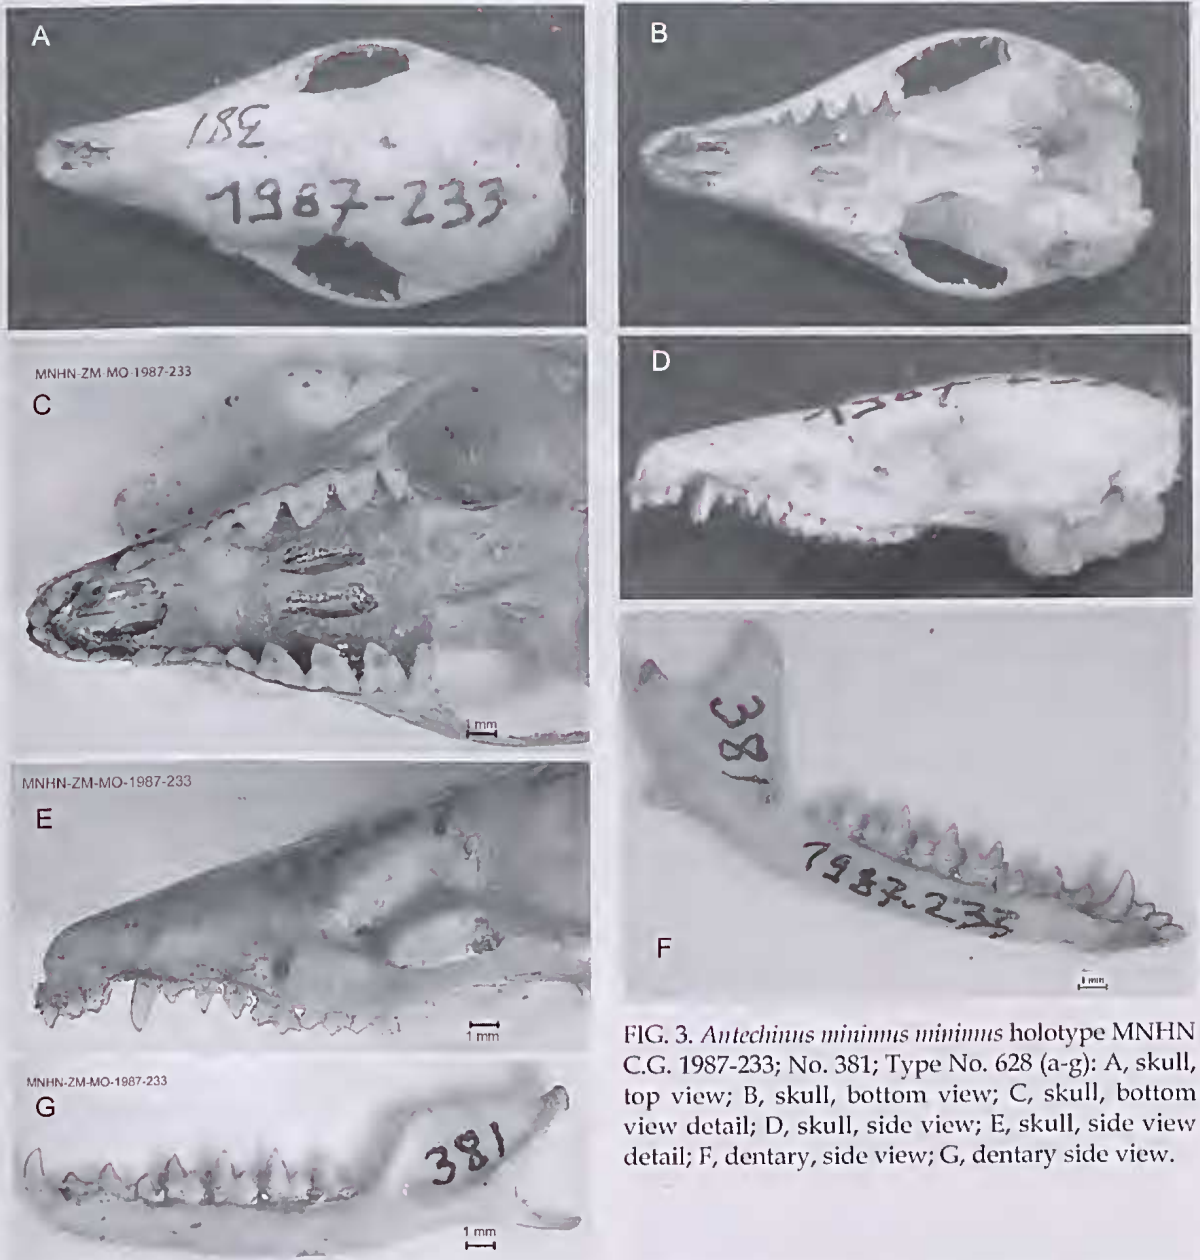 A
381
1987-233
B
MNHN-ZM-MO-1987-233
C
1 mm
D
MNHN-ZM-MO-1987-233
E
1 mm
381
1987-233
F
1 mm
MNHN-ZM-MO-1987-233
G
381
1 mm
FIG. 3. Antechinus minimus minimus holotype MNHN
C.G. 1987-233; No. 381; Type No. 628 (a-g): A, skull,
top view; B, skull, bottom view; C, skull, bottom
view detail; D, skull, side view; E, skull, side view
detail; F, dentary, side view; G, dentary side view.